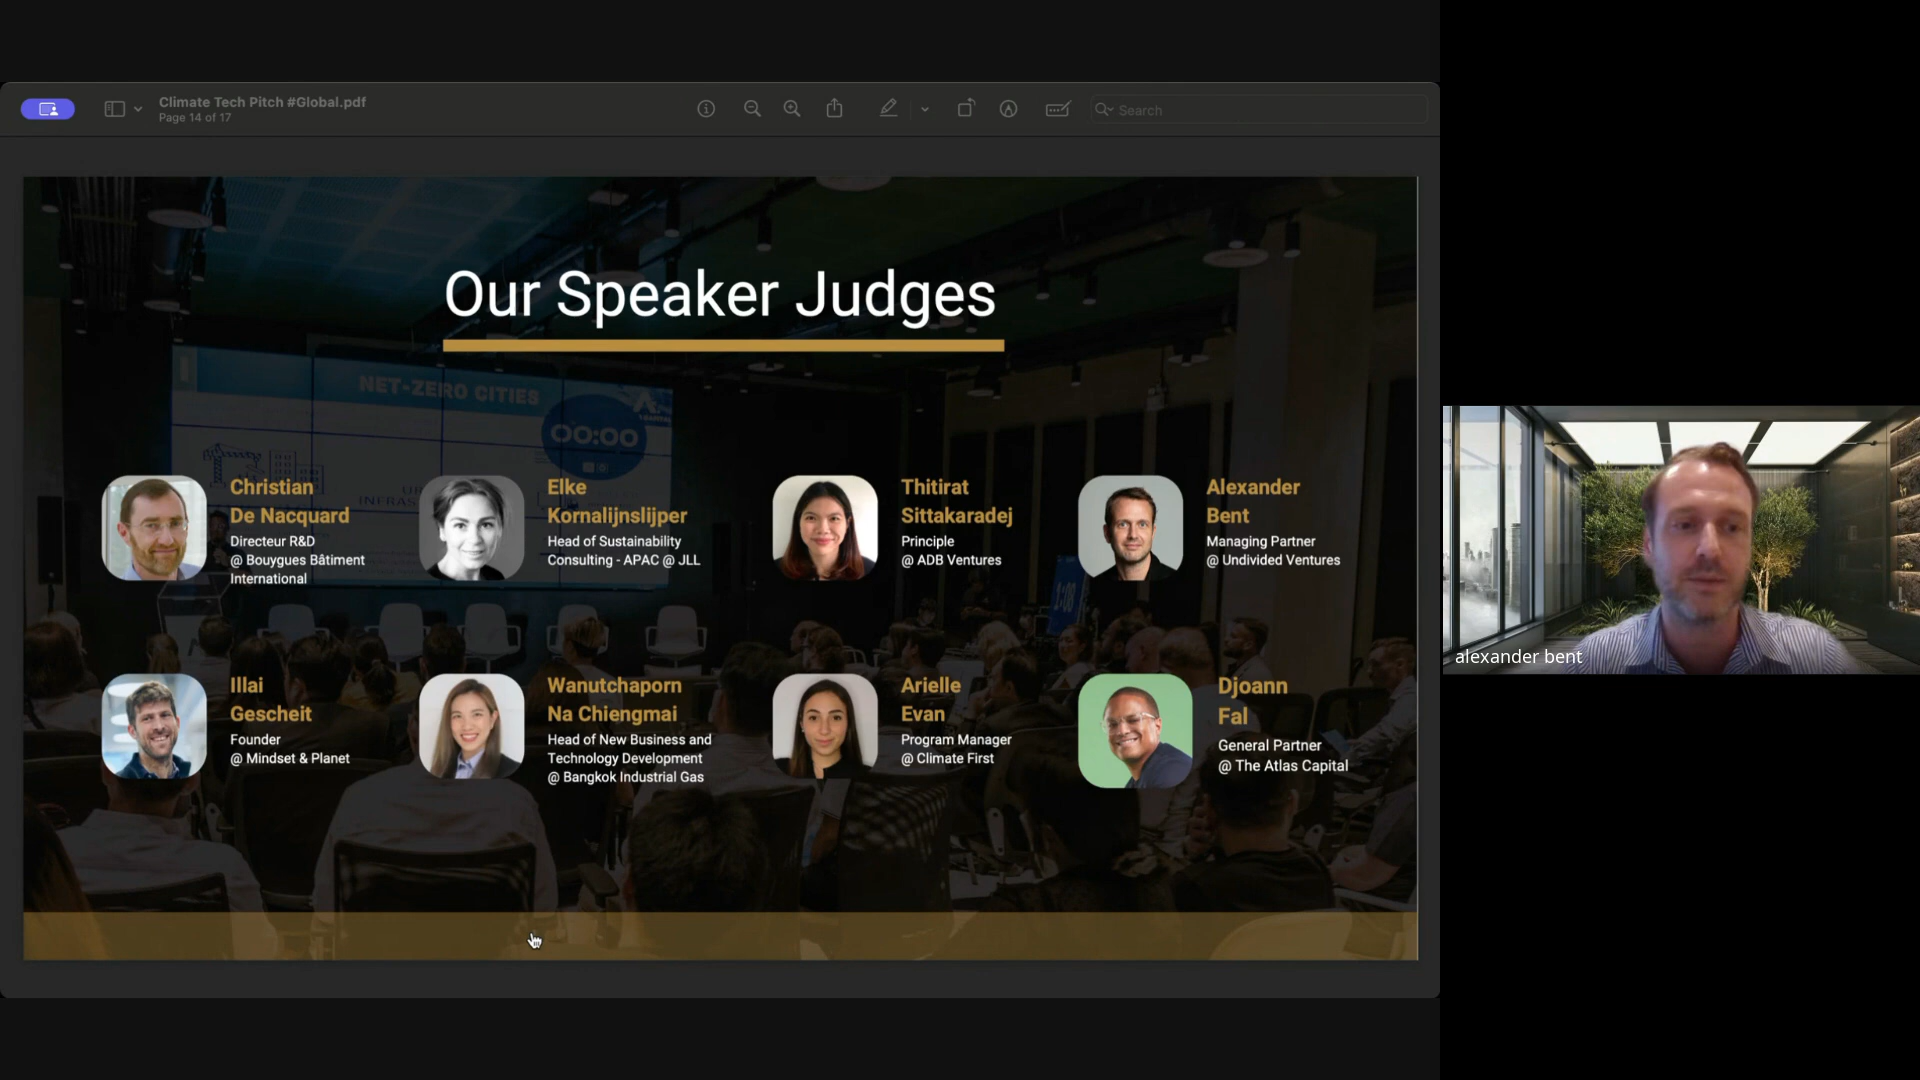 Climate Tech Pitch #Global.pdf
Page 14 of 17
Search
Our Speaker Judges
NET-ZERO CITIES
00:00
Christian
De Nacquard
Directeur R&D
@ Bouygues Bâtiment
International
Elke
Kornalijnslijper
Head of Sustainability
Consulting - APAC @ JLL
Thitirat
Sittakaradej
Principle
@ ADB Ventures
Alexander
Bent
Managing Partner
@ Undivided Ventures
Illai
Gescheit
Founder
@ Mindset & Planet
Wanutchaporn
Na Chiengmai
Head of New Business and
Technology Development
@ Bangkok Industrial Gas
Arielle
Evan
Program Manager
@ Climate First
Djoann
Fal
General Partner
@ The Atlas Capital
alexander bent